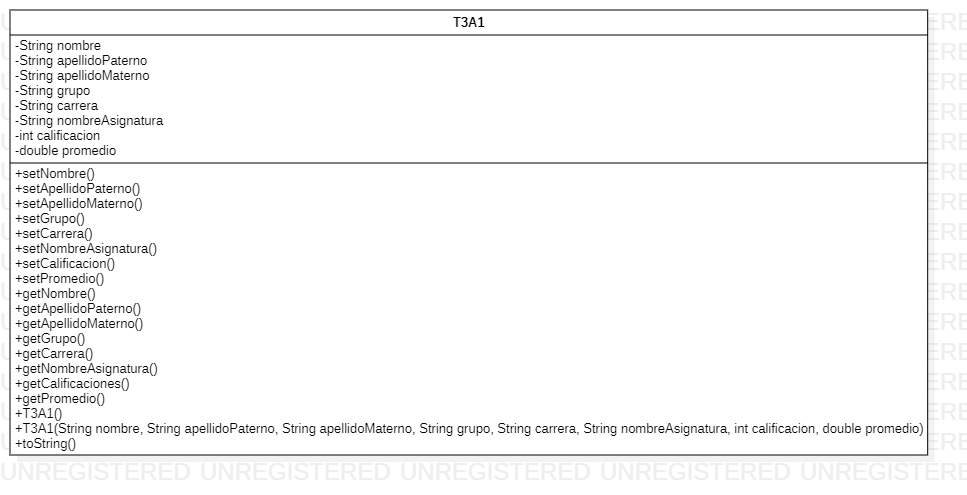 T3A1
-String nombre
-String apellidoPaterno
-String apellidoMaterno
-String grupo
-String carrera
-String nombreAsignatura
-int calificacion
-double promedio
+setNombre()
+setApellidoPaterno()
+setApellidoMaterno()
+setGrupo()
+setCarrera()
+setNombreAsignatura()
+setCalificacion()
+setPromedio()
+getNombre()
+getApellidoPaterno()
+getApellidoMaterno()
+getGrupo()
+getCarrera()
+getNombreAsignatura()
+getCalificaciones()
+getPromedio()
+T3A1()
+T3A1(String nombre, String apellidoPaterno, String apellidoMaterno, String grupo, String carrera, String nombreAsignatura, int calificacion, double promedio)
+toString()
UNREGISTERED UNREGISTERED UNREGISTERED UNREGISTERED